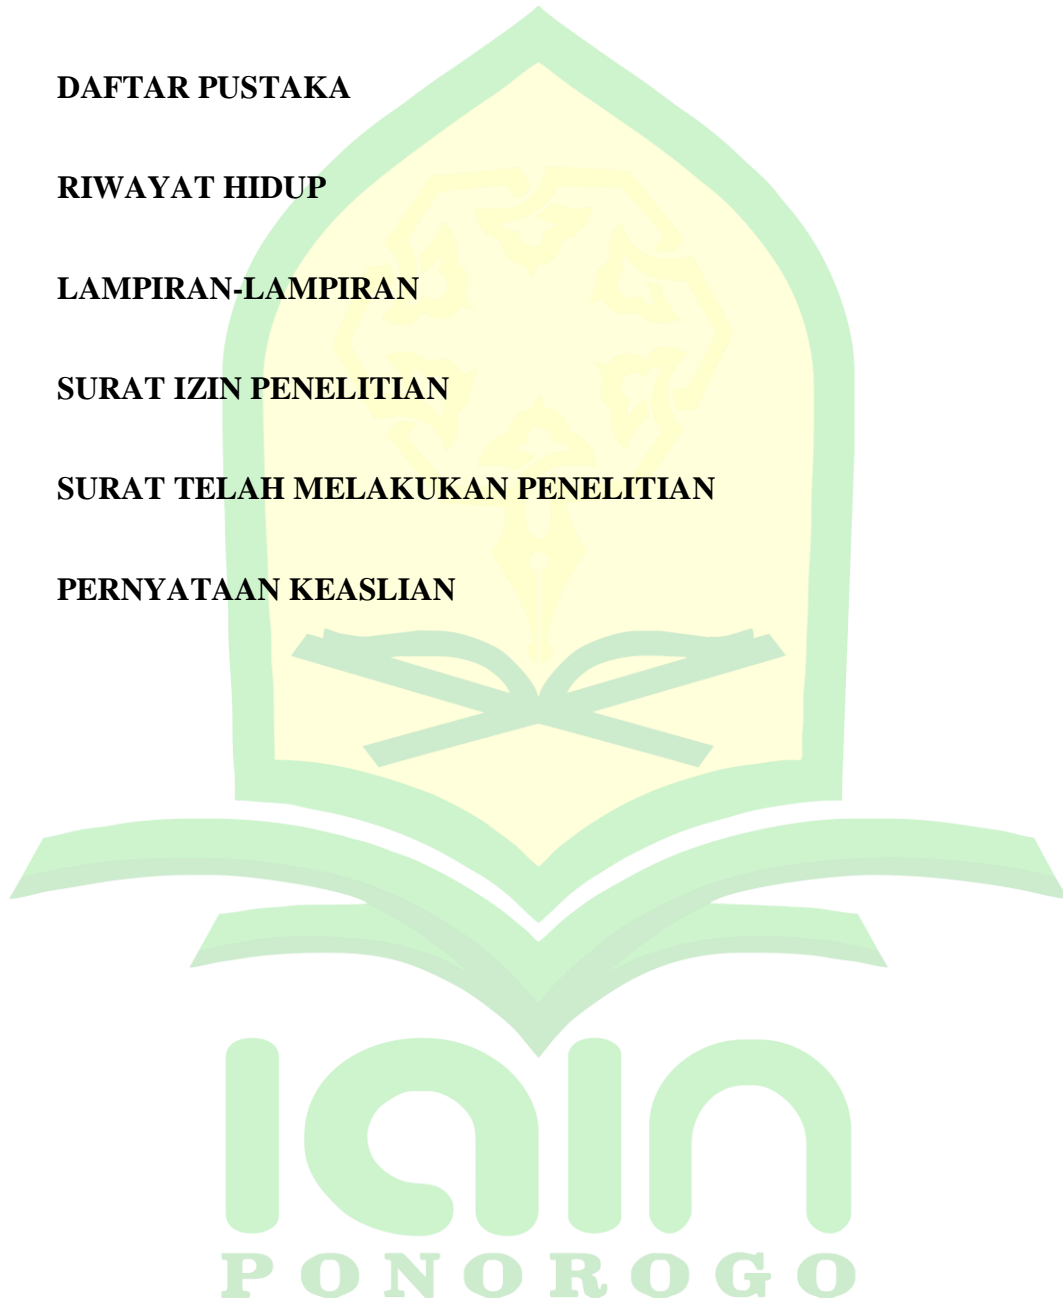 DAFTAR PUSTAKA
RIWAYAT HIDUP
LAMPIRAN-LAMPIRAN
SURAT IZIN PENELITIAN
SURAT TELAH MELAKUKAN PENELITIAN
PERNYATAAN KEASLIAN
IAIN
PONOROGO